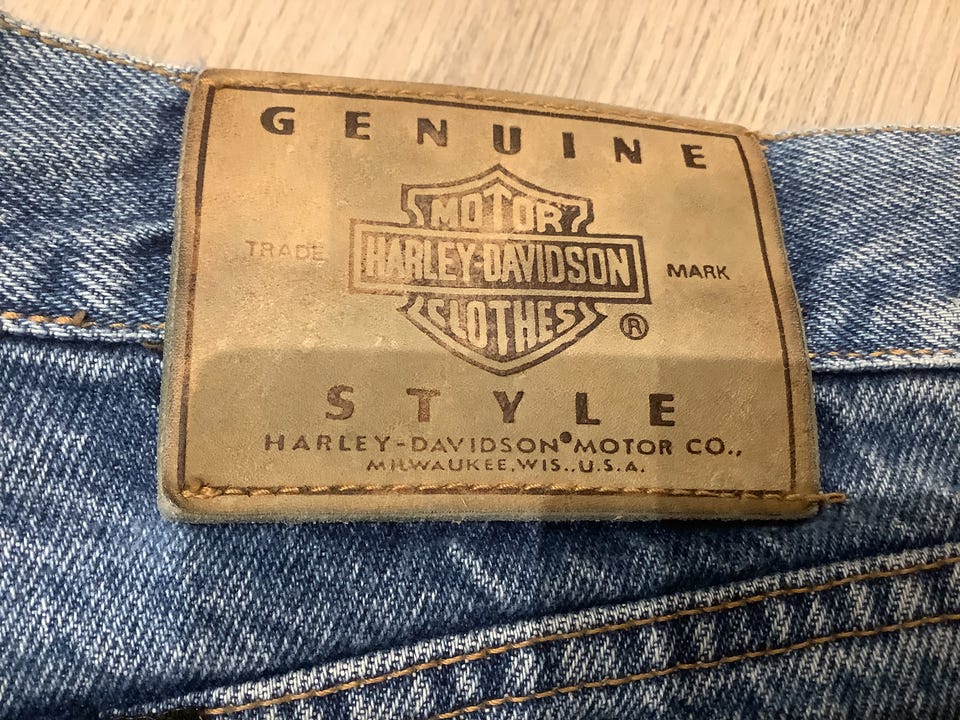 GENUINE
MOTOR
TRADE HARLEY-DAVIDSON MARK
CLOTHES ®
STYLE
HARLEY-DAVIDSON® MOTOR CO.,
MILWAUKEE, WIS., U.S.A.